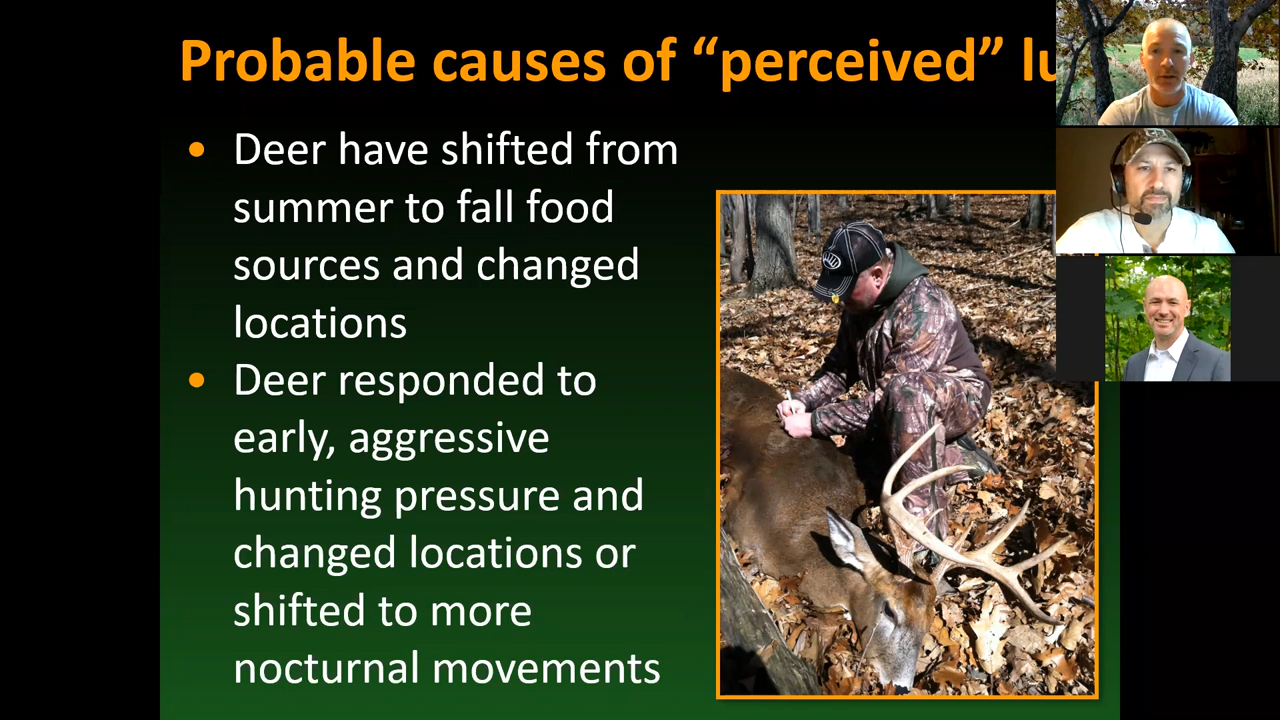 Probable causes of “perceived” lu
• Deer have shifted from
summer to fall food
sources and changed
locations
• Deer responded to
early, aggressive
hunting pressure and
changed locations or
shifted to more
nocturnal movements